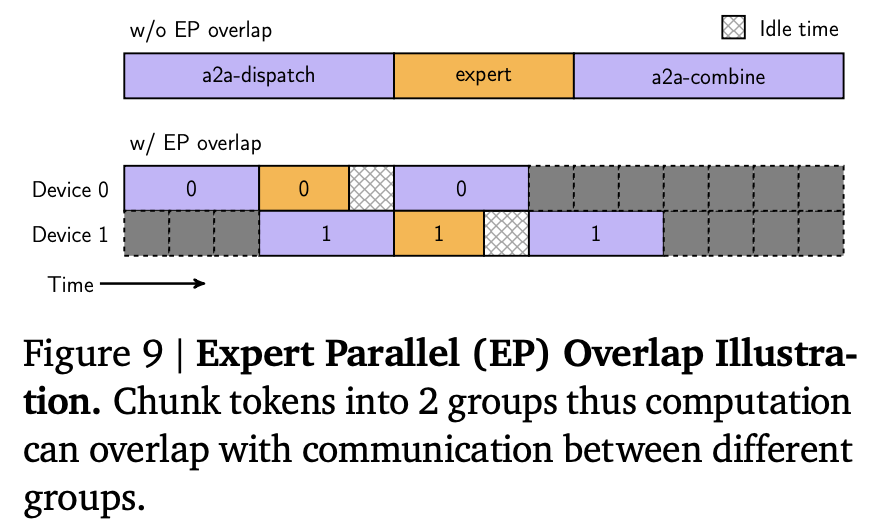 w/o EP overlap
Idle time
a2a-dispatch expert a2a-combine
w/ EP overlap
Device 0 0 0 0
Device 1 1 1 1
Time
Figure 9 | Expert Parallel (EP) Overlap Illustra-
tion. Chunk tokens into 2 groups thus computation
can overlap with communication between different
groups.